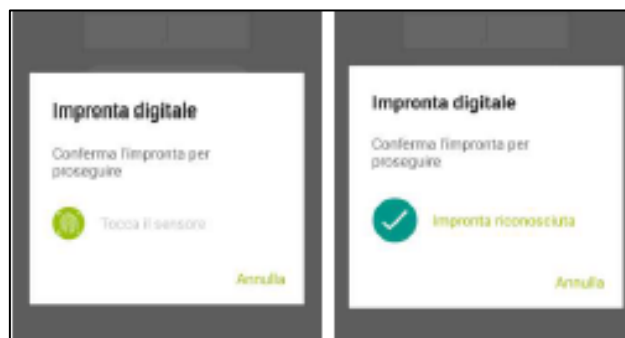 Impronta digitale
Conferma l'impronta per
proseguire
Tocca il sensore
Annulla
Impronta digitale
Conferma l'impronta per
proseguire
Impronta riconosciuta
Annulla